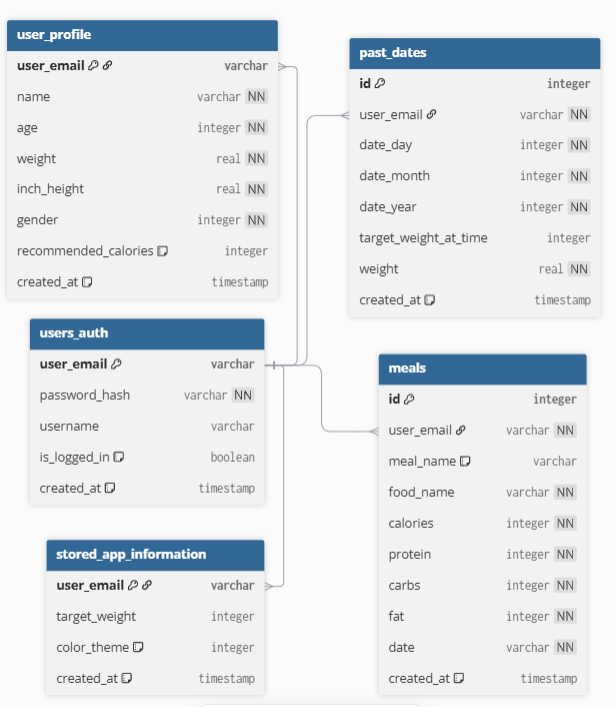 user_profile
user_email varchar
name varchar NN
age integer NN
weight real NN
inch_height real NN
gender integer NN
recommended_calories integer
created_at timestamp
past_dates
id integer
user_email varchar NN
date_day integer NN
date_month integer NN
date_year integer NN
target_weight_at_time integer
weight real NN
created_at timestamp
users_auth
user_email varchar
password_hash varchar NN
username varchar
is_logged_in boolean
created_at timestamp
meals
id integer
user_email varchar NN
meal_name varchar
food_name varchar NN
calories integer NN
protein integer NN
carbs integer NN
fat integer NN
date varchar NN
created_at timestamp
stored_app_information
user_email varchar
target_weight integer
color_theme integer
created_at timestamp